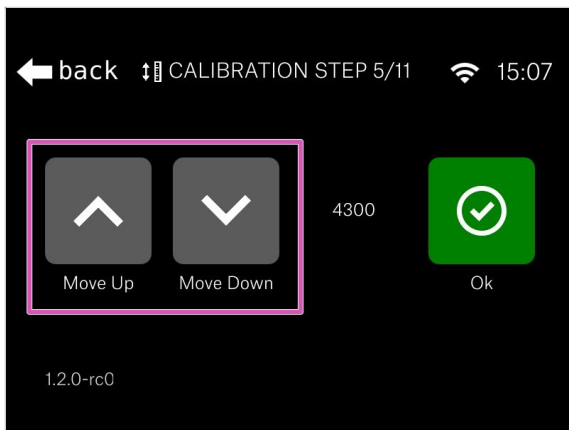 back CALIBRATION STEP 5/11 15:07
4300
Move Up Move Down Ok
1.2.0-rc0